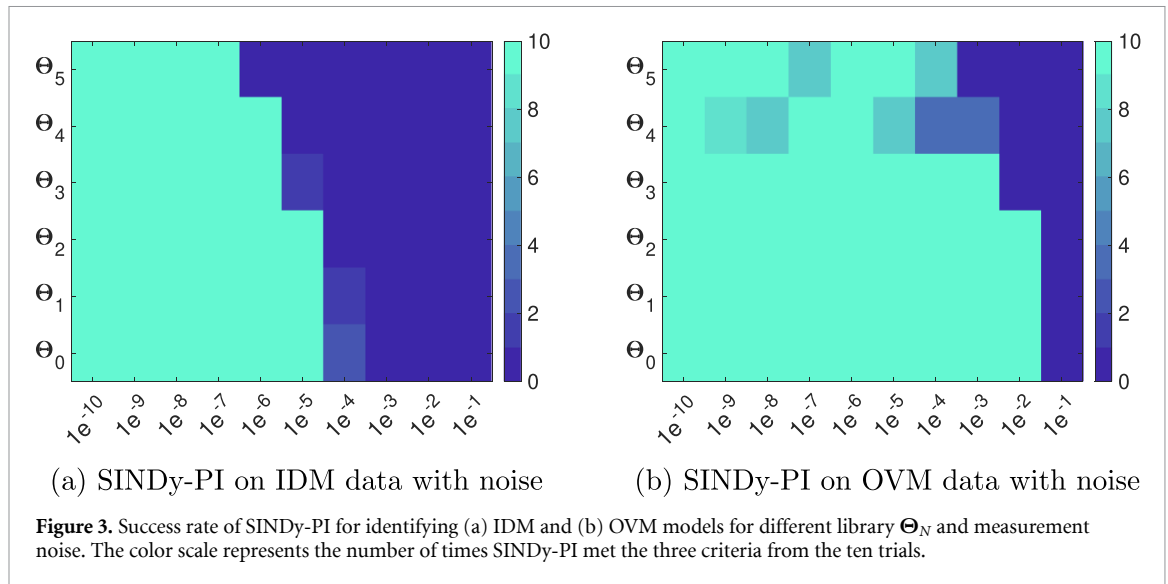 Θ5
Θ4
Θ3
Θ2
Θ1
Θ0
10
8
6
4
2
0
1e-10
1e-9
1e-8
1e-7
1e-6
1e-5
1e-4
1e-3
1e-2
1e-1
(a) SINDy-PI on IDM data with noise
Θ5
Θ4
Θ3
Θ2
Θ1
Θ0
10
8
6
4
2
0
1e-10
1e-9
1e-8
1e-7
1e-6
1e-5
1e-4
1e-3
1e-2
1e-1
(b) SINDy-PI on OVM data with noise
Figure 3. Success rate of SINDy-PI for identifying (a) IDM and (b) OVM models for different library ΘN and measurement
noise. The color scale represents the number of times SINDy-PI met the three criteria from the ten trials.